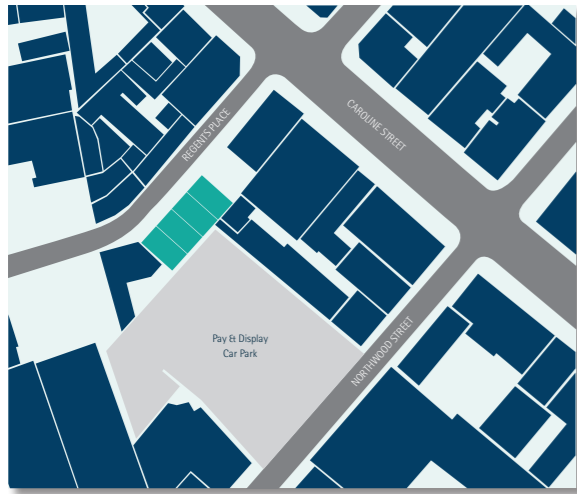 REGENTS PLACE
CAROLINE STREET
Pay & Display
Car Park
NORTHWOOD STREET